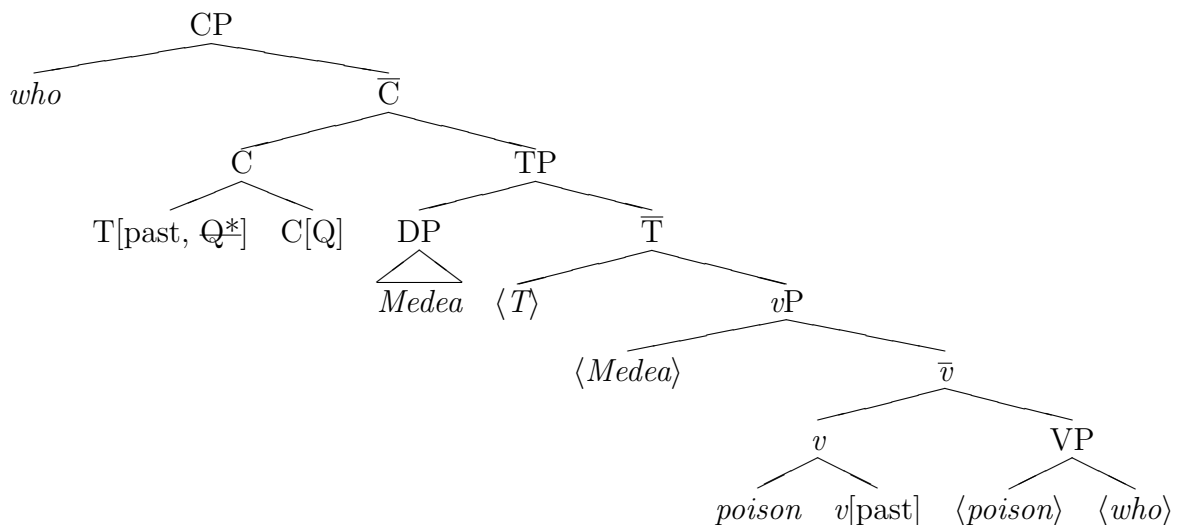 CP
who C̅
C TP
T[past, Q*] C[Q] DP T̅
Medea ⟨T⟩ vP
⟨Medea⟩ v̅
v VP
poison v[past] ⟨poison⟩ ⟨who⟩